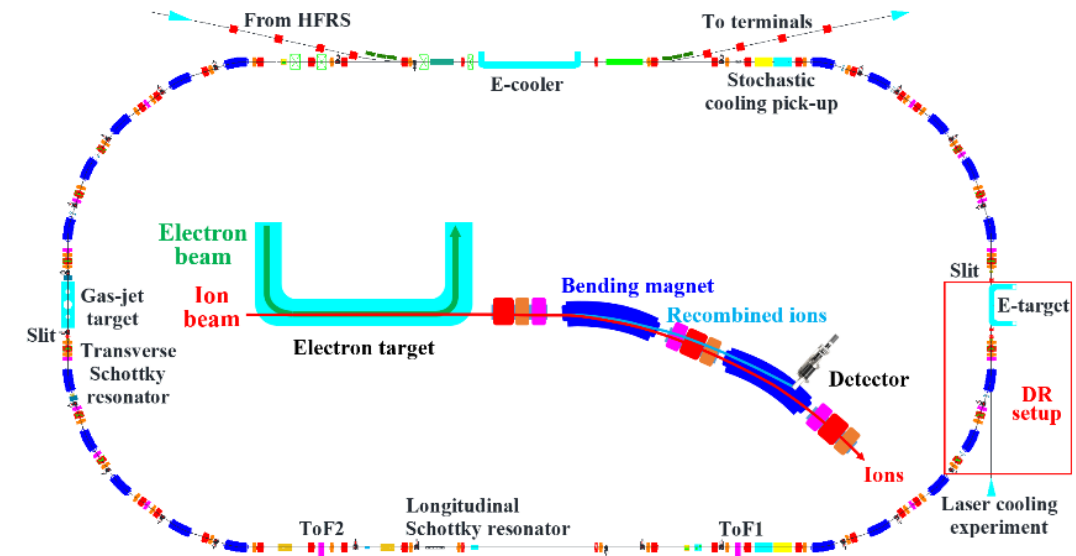 From HFRS
To terminals
E-cooler
Stochastic
cooling pick-up
Electron
beam
Ion
beam
Electron target
Bending magnet
Recombined ions
Detector
Ions
Slit
E-target
DR
setup
Gas-jet
target
Slit
Transverse
Schottky
resonator
ToF2
Longitudinal
Schottky resonator
ToF1
Laser cooling
experiment